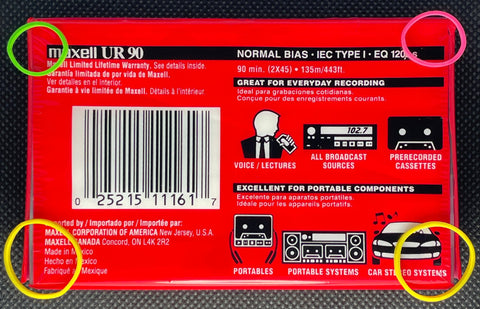 maxell UR 90
NORMAL BIAS · IEC TYPE I · EQ 120µs
Maxell Limited Lifetime Warranty. See details inside.
Garantía limitada de por vida de Maxell.
Ver detalles en el interior.
Garantie à vie limitée de Maxell. Détails à l'intérieur
90 min. (2X45) • 135m/443ft.
GREAT FOR EVERYDAY RECORDING
Ideal para grabaciones cotidianas.
Conçue pour des enregistrements courants.
102.7
VOICE / LECTURES
ALL BROADCAST
SOURCES
PRERECORDED
CASSETTES
0 25215 11161 7
EXCELLENT FOR PORTABLE COMPONENTS
Excelente para aparatos portátiles.
Idéale pour les appareils portatifs.
Imported by / Importado por / Importée par:
MAXELL CORPORATION OF AMERICA New Jersey, U.S.A.
MAXELL CANADA Concord, ON L4K 2R2
Made in Mexico
Hecho en México
Fabriqué au Mexique
PORTABLES
PORTABLE SYSTEMS
CAR STEREO SYSTEMS